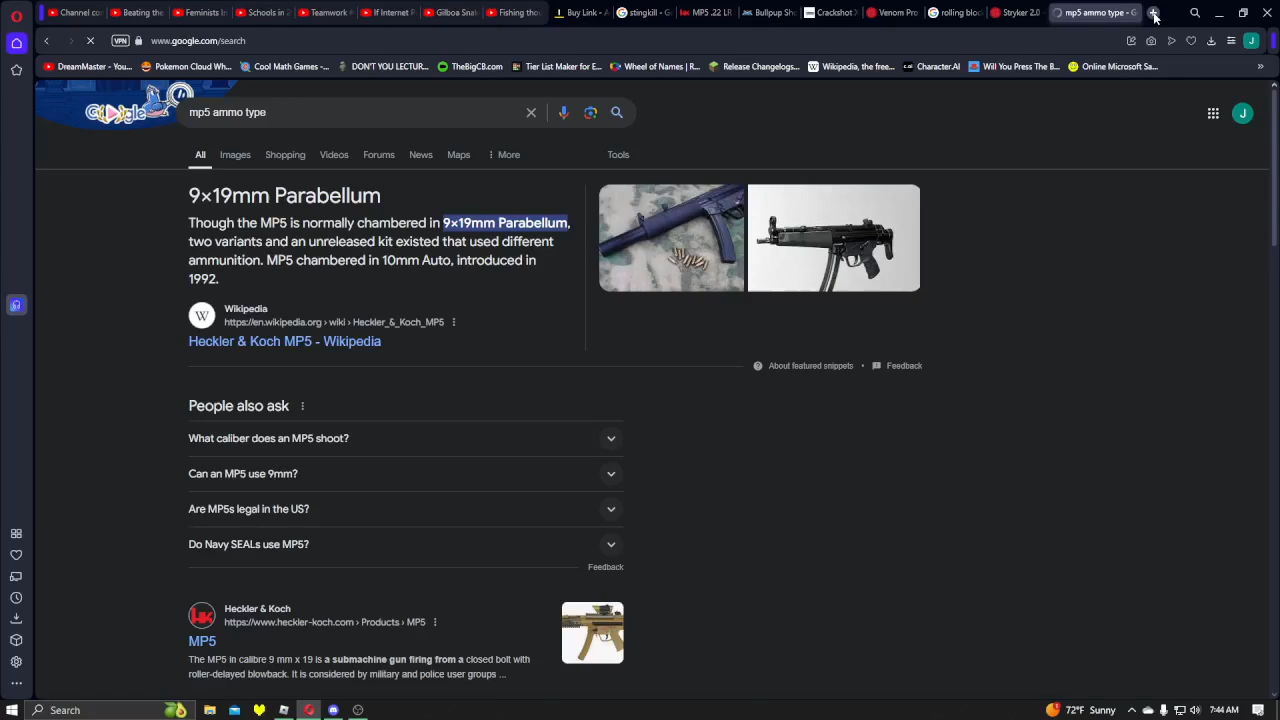 Channel con
Beating the
Feminists In
Schools in 2
Teamwork #
If Internet P
Gilboa Snak
Fishing thou
Buy Link - A
stingkill - G
MP5 .22 LR
Bullpup Sho
Crackshot X
Venom Pro
rolling block
Stryker 2.0
mp5 ammo type - G
VPN
www.google.com/search
J
DreamMaster - You...
Pokemon Cloud Wh...
Cool Math Games -...
DON'T YOU LECTUR...
TheBigCB.com
Tier List Maker for E...
Wheel of Names | R...
Release Changelogs...
Wikipedia, the free...
Character.AI
Will You Press The B...
Online Microsoft Sa...
mp5 ammo type
J
All
Images
Shopping
Videos
Forums
News
Maps
More
Tools
9×19mm Parabellum
Though the MP5 is normally chambered in 9×19mm Parabellum,
two variants and an unreleased kit existed that used different
ammunition. MP5 chambered in 10mm Auto, introduced in
1992.
W
Wikipedia
https://en.wikipedia.org › wiki › Heckler_&_Koch_MP5
Heckler & Koch MP5 - Wikipedia
About featured snippets • Feedback
People also ask
What caliber does an MP5 shoot?
Can an MP5 use 9mm?
Are MP5s legal in the US?
Do Navy SEALs use MP5?
Feedback
Heckler & Koch
https://www.heckler-koch.com › Products › MP5
MP5
The MP5 in calibre 9 mm x 19 is a submachine gun firing from a closed bolt with
roller-delayed blowback. It is considered by military and police user groups ...
Search
72°F Sunny
7:44 AM